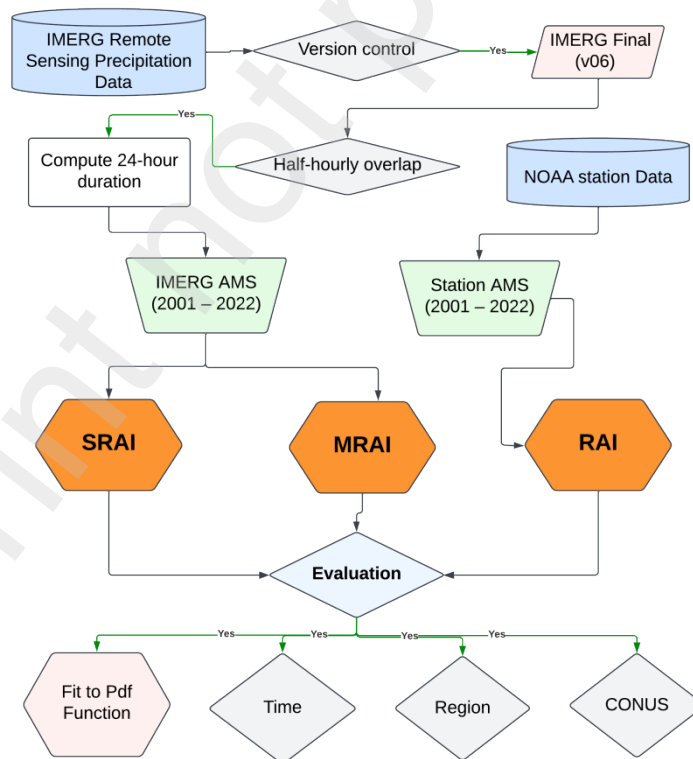 IMERG Remote
Sensing Precipitation
Data
Version control
Yes
IMERG Final
(v06)
Yes
Compute 24-hour
duration
Half-hourly overlap
NOAA station Data
IMERG AMS
(2001 – 2022)
Station AMS
(2001 – 2022)
SRAI
MRAI
RAI
Evaluation
Yes
Yes
Yes
Yes
Fit to Pdf
Function
Time
Region
CONUS
int not p